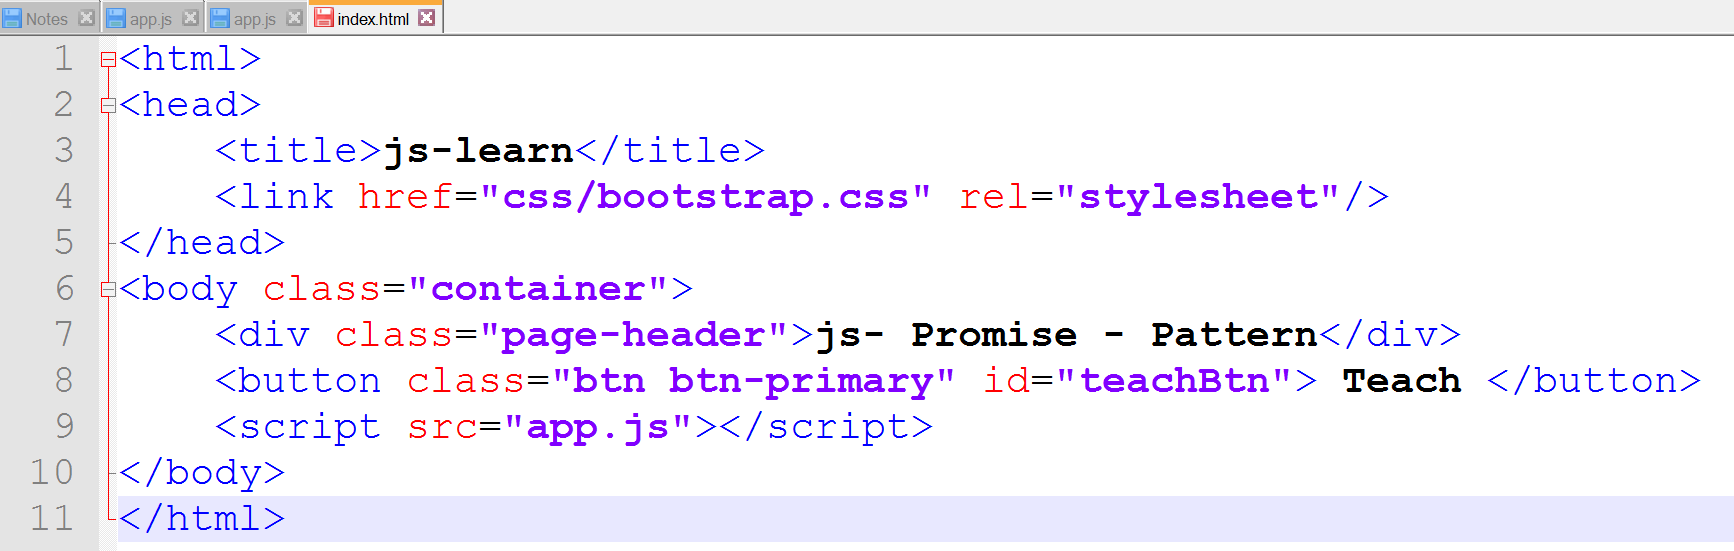 Notes app.js app.js index.html
1 <html>
2 <head>
3     <title>js-learn</title>
4     <link href="css/bootstrap.css" rel="stylesheet"/>
5 </head>
6 <body class="container">
7     <div class="page-header">js- Promise - Pattern</div>
8     <button class="btn btn-primary" id="teachBtn"> Teach </button>
9     <script src="app.js"></script>
10 </body>
11 </html>